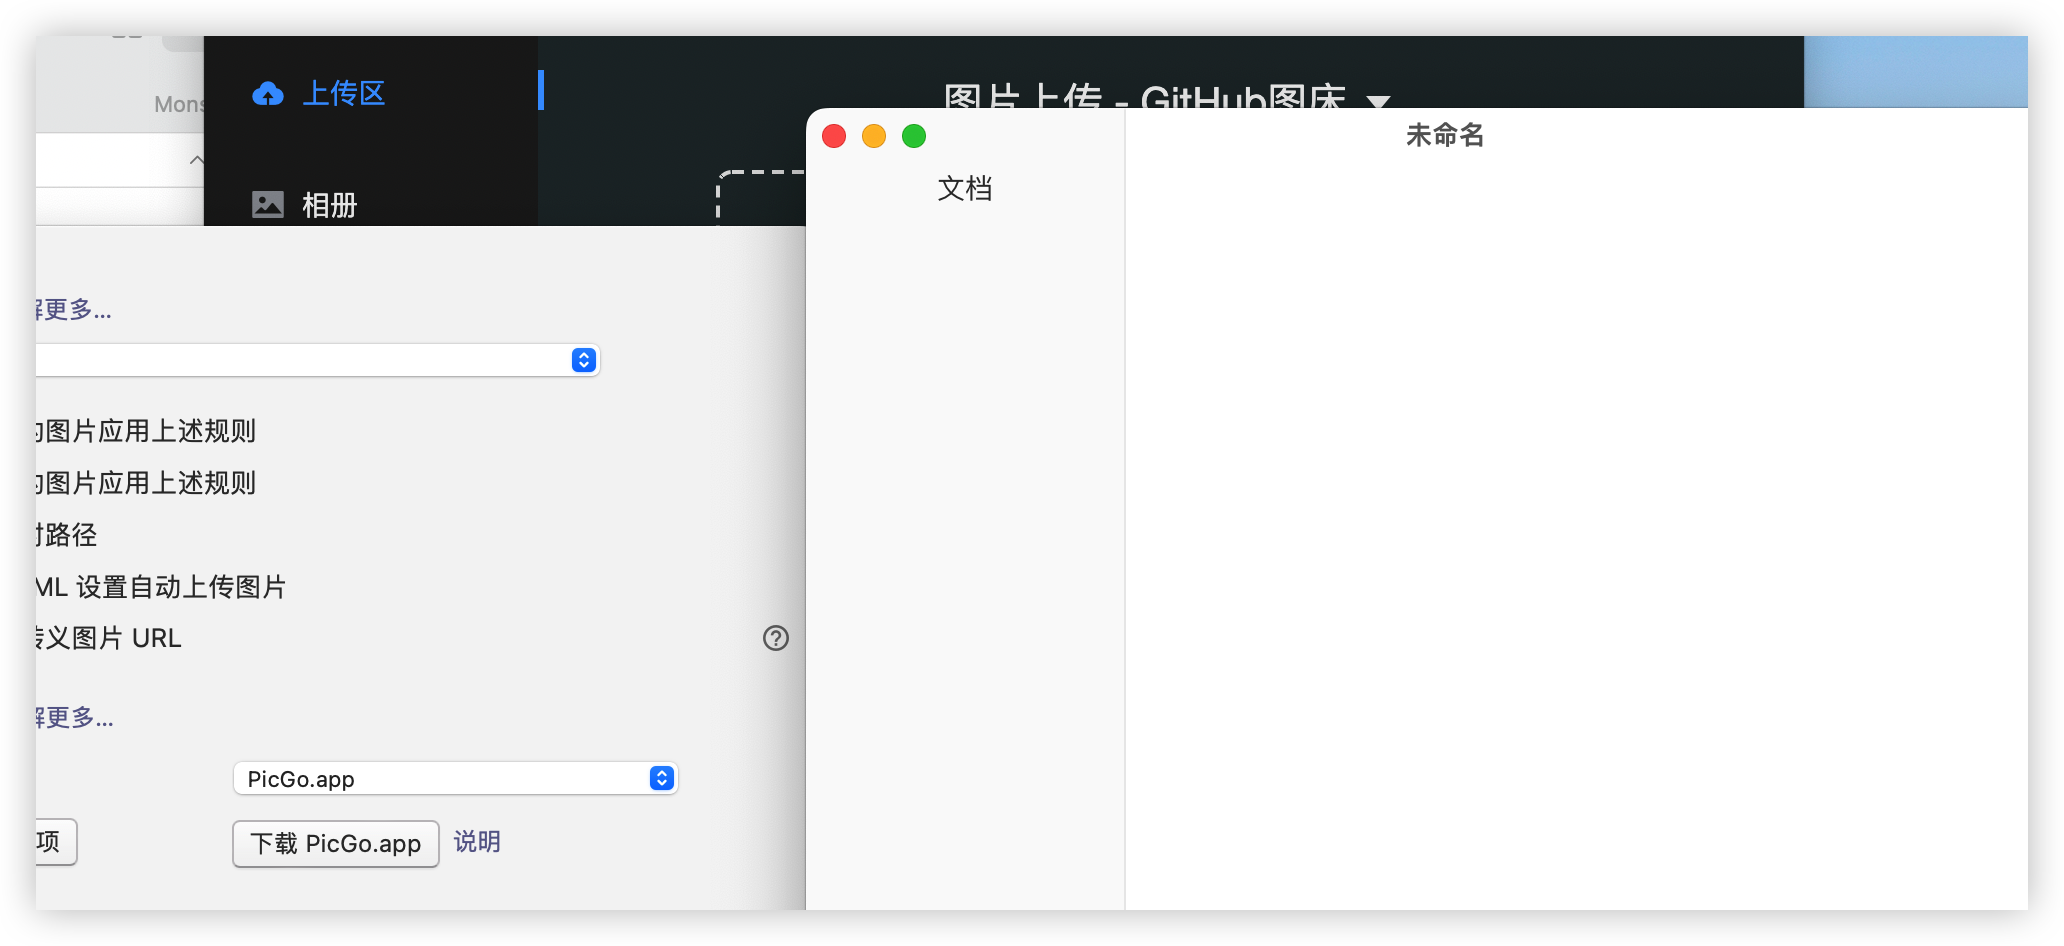 上传区
图片上传 - GitHub图床
Mons
未命名
文档
相册
更多...
图片应用上述规则
图片应用上述规则
路径
ML 设置自动上传图片
义图片 URL
更多...
PicGo.app
项
下载 PicGo.app
说明